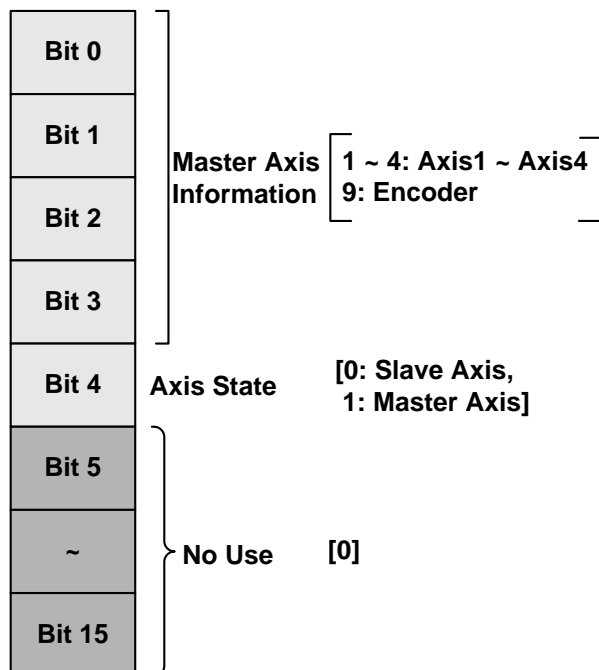 Bit 0
Bit 1
Master Axis
Information
1 ~ 4: Axis1 ~ Axis4
9: Encoder
Bit 2
Bit 3
Bit 4
Axis State
[0: Slave Axis,
1: Master Axis]
Bit 5
~
No Use
[0]
Bit 15